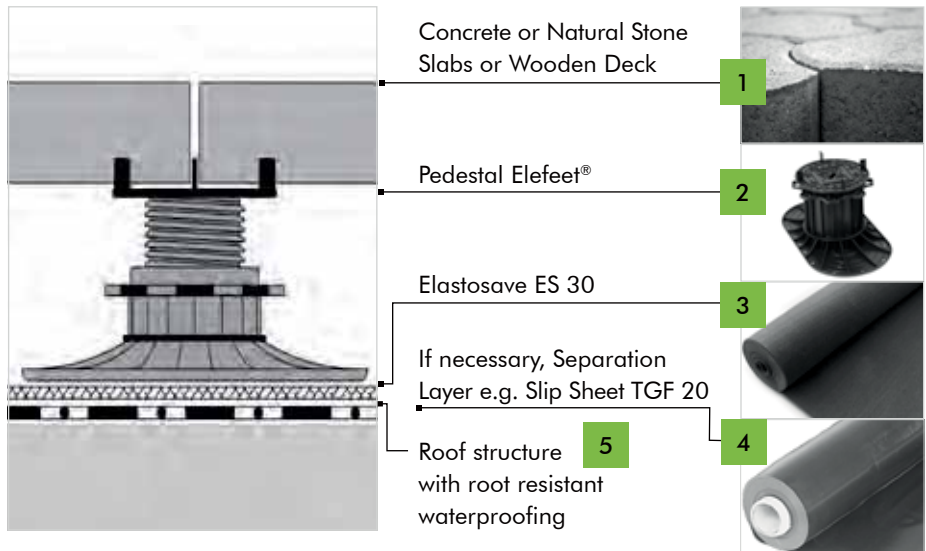 Concrete or Natural Stone
Slabs or Wooden Deck
1
Pedestal Elefeet®
2
Elastosave ES 30
3
If necessary, Separation
Layer e.g. Slip Sheet TGF 20
4
Roof structure
with root resistant
waterproofing
5